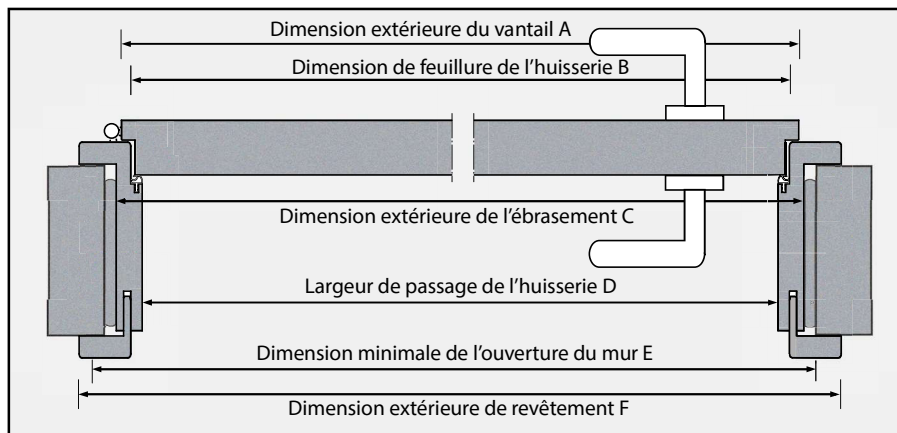 Dimension extérieure du vantail A
Dimension de feuillure de l’huisserie B
Dimension extérieure de l’ébrasement C
Largeur de passage de l’huisserie D
Dimension minimale de l’ouverture du mur E
Dimension extérieure de revêtement F